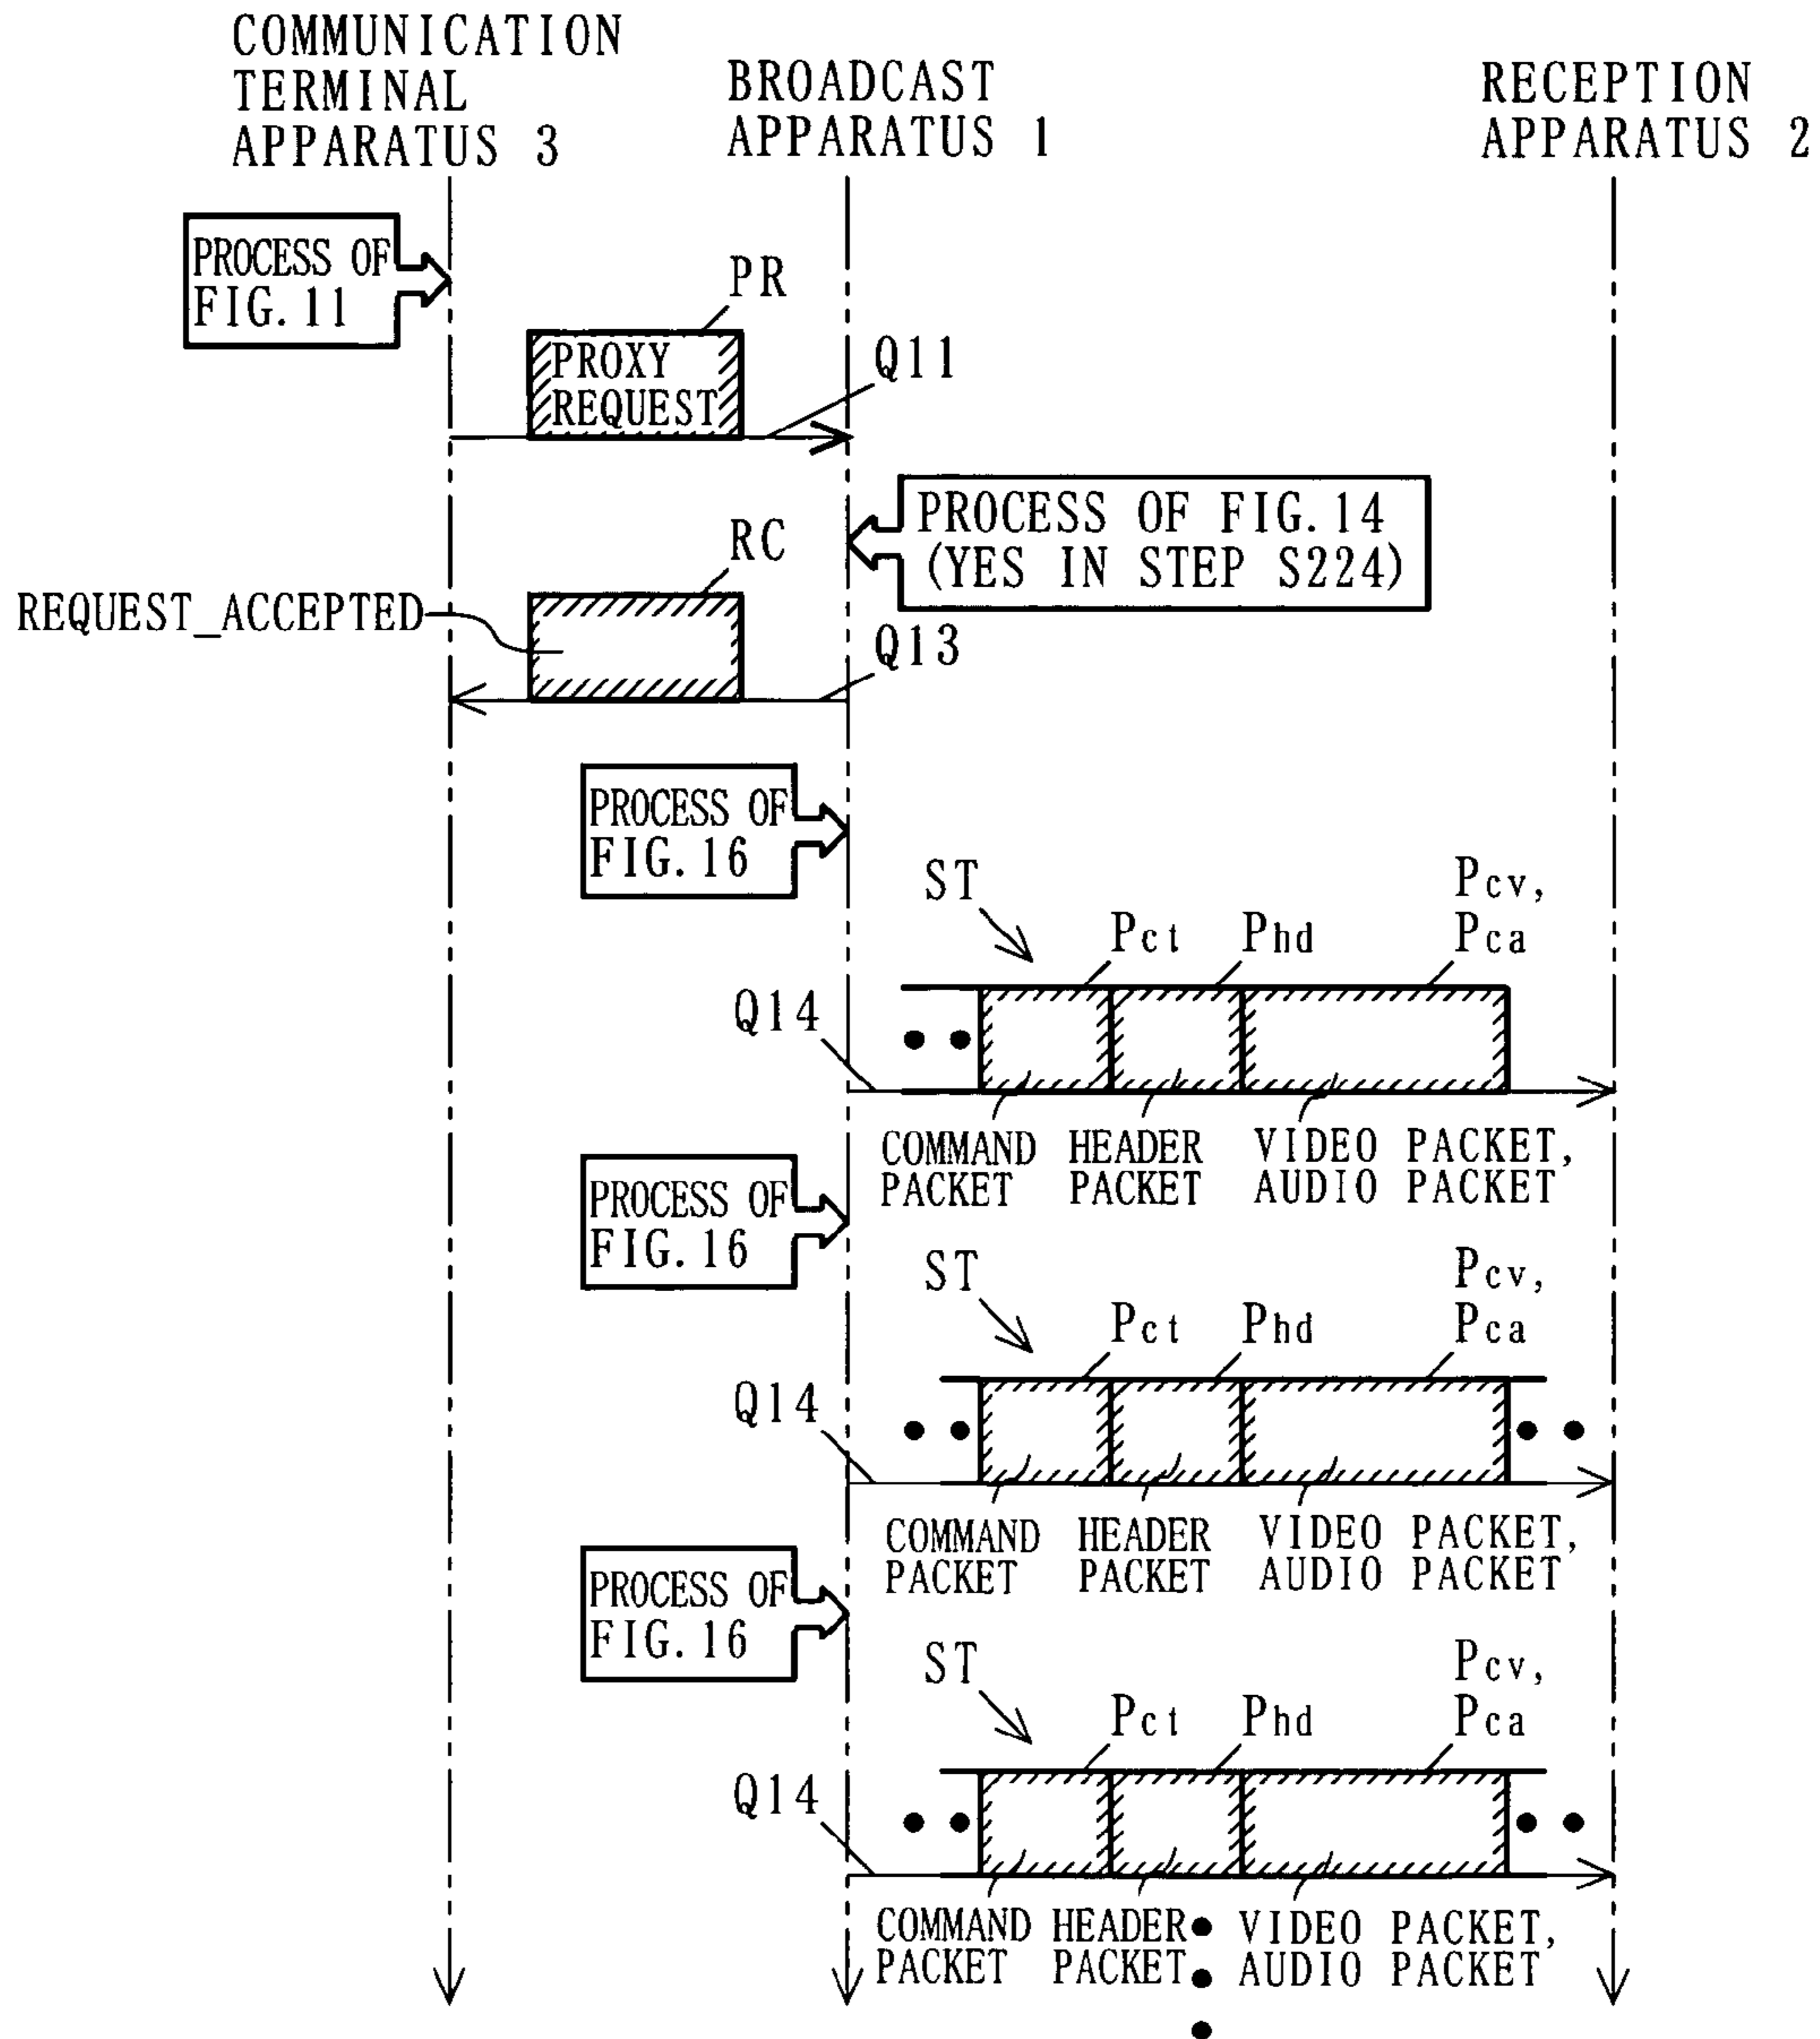 COMMUNICATION
TERMINAL
APPARATUS 3
BROADCAST
APPARATUS 1
RECEPTION
APPARATUS 2
PROCESS OF
FIG.11
PR
PROXY
REQUEST
Q11
PROCESS OF FIG.14
(YES IN STEP S224)
RC
REQUEST_ACCEPTED
Q13
PROCESS OF
FIG.16
ST
Pct
Phd
Pcv,
Pca
Q14
COMMAND
PACKET
HEADER
PACKET
VIDEO PACKET,
AUDIO PACKET
PROCESS OF
FIG.16
ST
Pct
Phd
Pcv,
Pca
Q14
COMMAND
PACKET
HEADER
PACKET
VIDEO PACKET,
AUDIO PACKET
PROCESS OF
FIG.16
ST
Pct
Phd
Pcv,
Pca
Q14
COMMAND
PACKET
HEADER
PACKET
VIDEO PACKET,
AUDIO PACKET